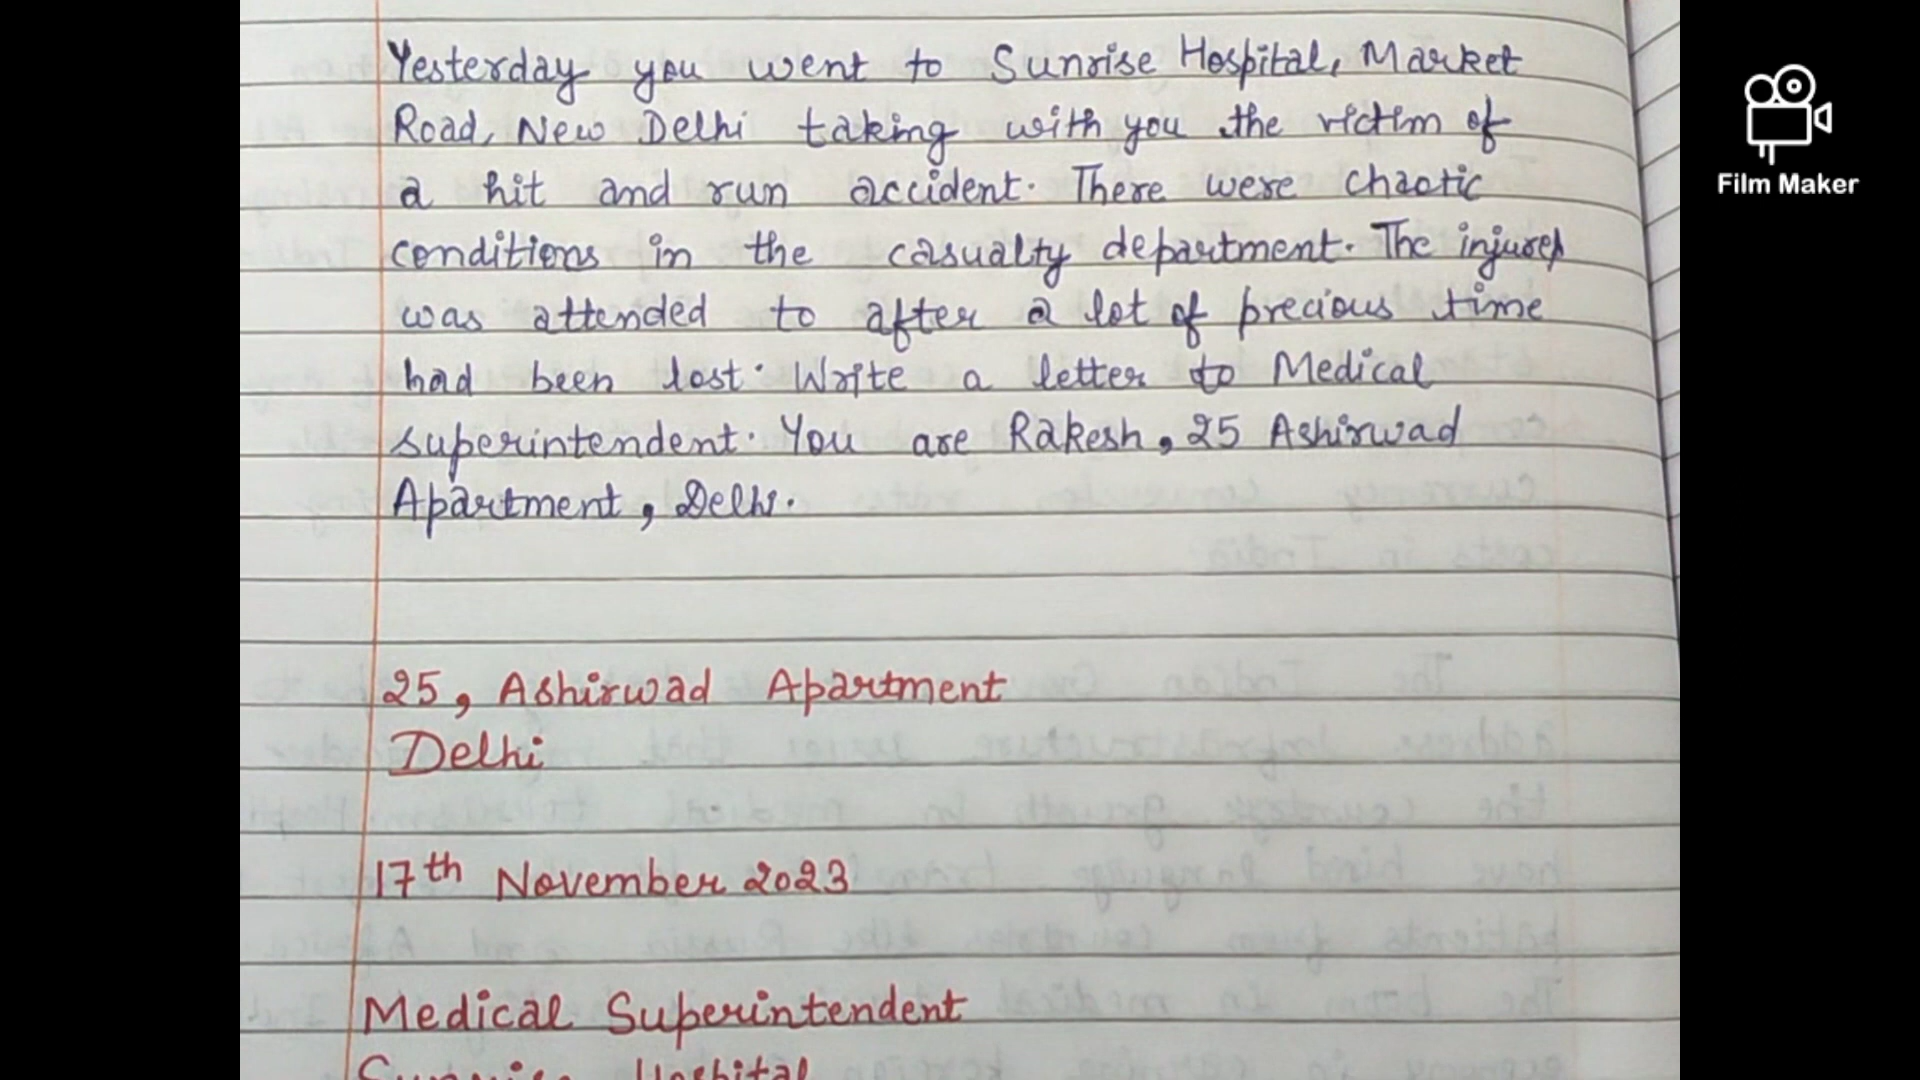 Yesterday you went to Sunrise Hospital, Market
Road, New Delhi taking with you the victim of
a hit and run accident. There were chaotic
conditions in the casualty department. The injured
was attended to after a lot of precious time
had been lost. Write a letter to Medical
superintendent. You are Rakesh, 25 Ashirwad
Apartment, Delhi.
25, Ashirwad Apartment
Delhi
17th November 2023
Medical Superintendent
Sunrise Hospital
Film Maker